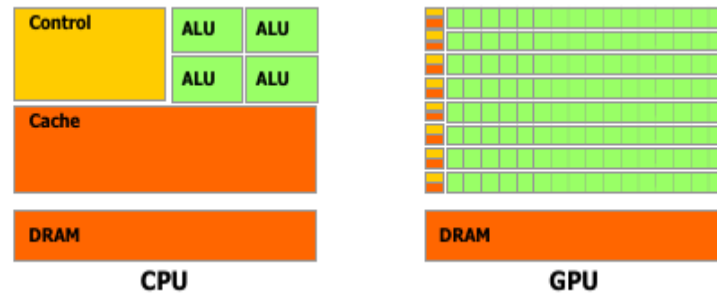 Control
ALU ALU
ALU ALU
Cache
DRAM
CPU
DRAM
GPU